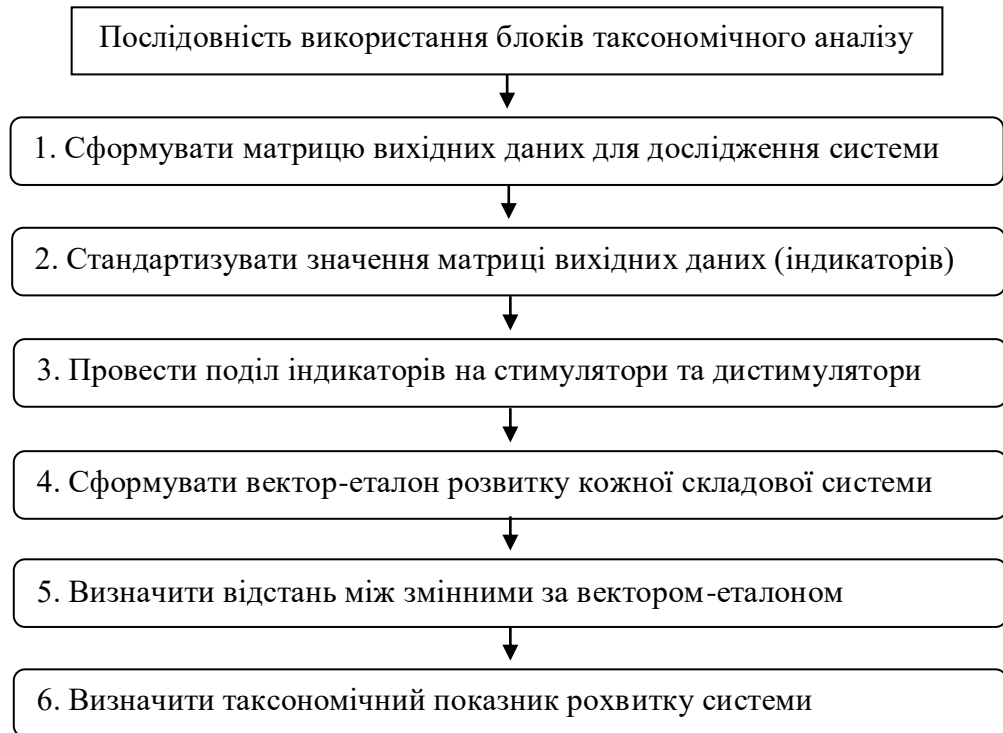 Послідовність використання блоків таксономічного аналізу
1. Сформувати матрицю вихідних даних для дослідження системи
2. Стандартизувати значення матриці вихідних даних (індикаторів)
3. Провести поділ індикаторів на стимулятори та дистимулятори
4. Сформувати вектор-еталон розвитку кожної складової системи
5. Визначити відстань між змінними за вектором-еталоном
6. Визначити таксономічний показник рохвитку системи